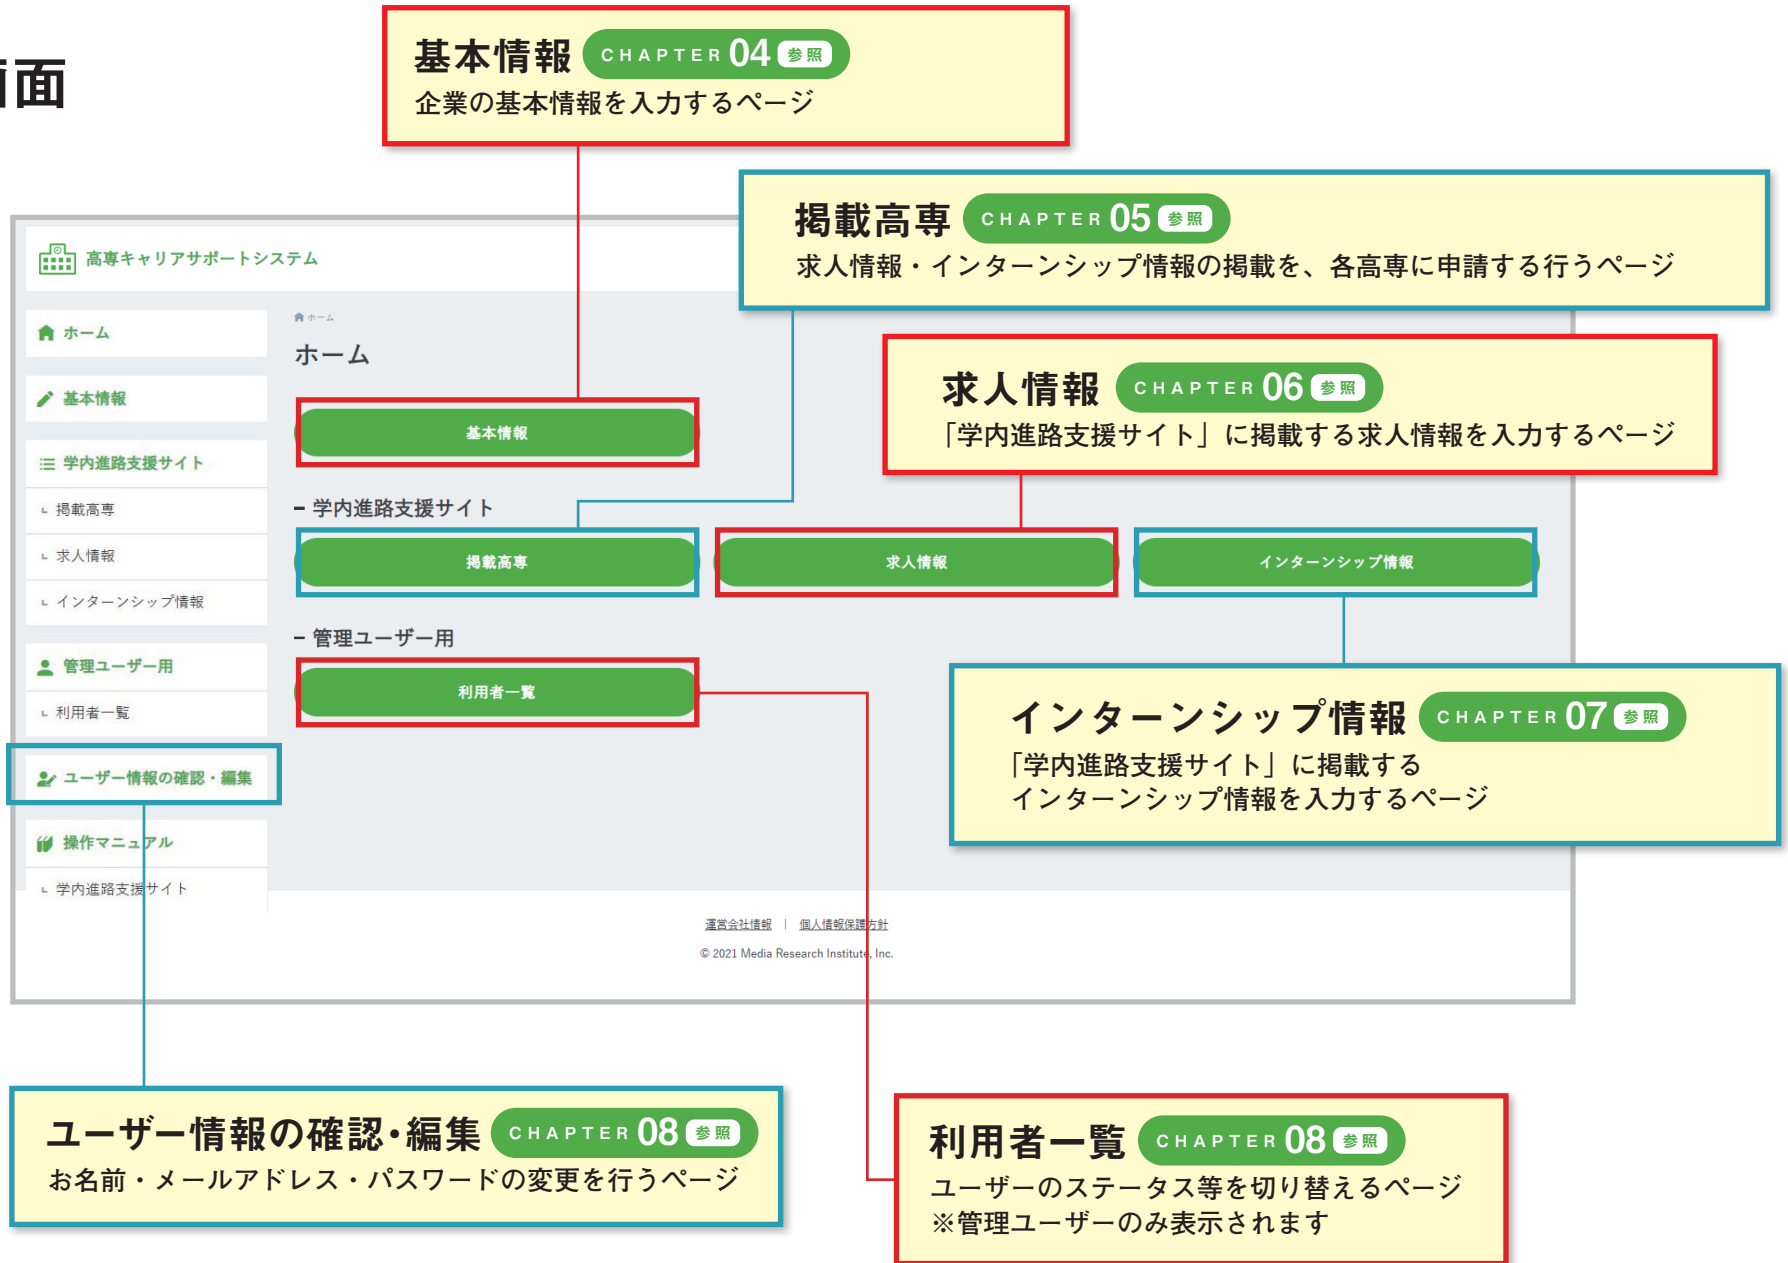 面
基本情報 CHAPTER 04 参照
企業の基本情報を入力するページ
掲載高専 CHAPTER 05 参照
求人情報・インターンシップ情報の掲載を、各高専に申請する行うページ
高専キャリアサポートシステム
ホーム
基本情報
学内進路支援サイト
掲載高専
求人情報
インターンシップ情報
管理ユーザー用
利用者一覧
ユーザー情報の確認・編集
操作マニュアル
学内進路支援サイト
ホーム
ホーム
基本情報
求人情報 CHAPTER 06 参照
「学内進路支援サイト」に掲載する求人情報を入力するページ
学内進路支援サイト
掲載高専
求人情報
インターンシップ情報
管理ユーザー用
利用者一覧
インターンシップ情報 CHAPTER 07 参照
「学内進路支援サイト」に掲載する
インターンシップ情報を入力するページ
運営会社情報 | 個人情報保護方針
© 2021 Media Research Institute, Inc.
ユーザー情報の確認・編集 CHAPTER 08 参照
お名前・メールアドレス・パスワードの変更を行うページ
利用者一覧 CHAPTER 08 参照
ユーザーのステータス等を切り替えるページ
※管理ユーザーのみ表示されます